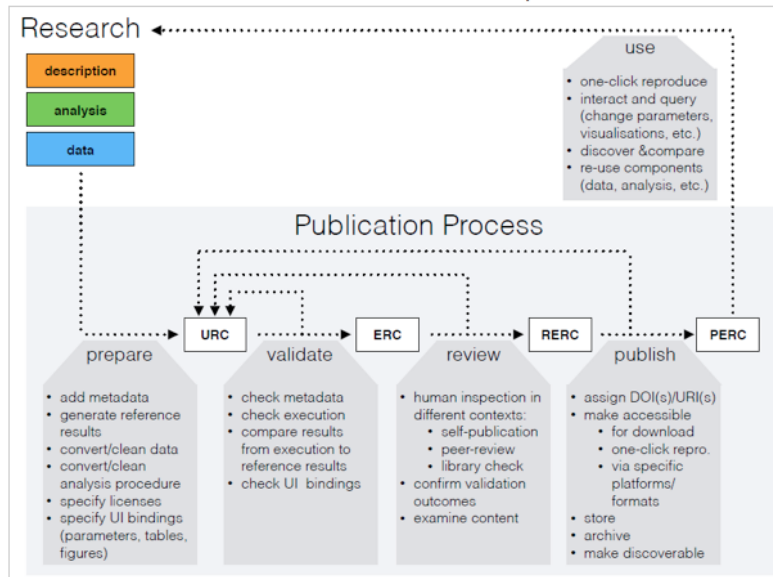 Research
description
analysis
data
use
• one-click reproduce
• interact and query
(change parameters,
visualisations, etc.)
• discover &compare
• re-use components
(data, analysis, etc.)
Publication Process
URC
ERC
RERC
PERC
prepare
• add metadata
• generate reference
results
• convert/clean data
• convert/clean
analysis procedure
• specify licenses
• specify UI bindings
(parameters, tables,
figures)
validate
• check metadata
• check execution
• compare results
from execution to
reference results
• check UI bindings
review
• human inspection in
different contexts:
• self-publication
• peer-review
• library check
• confirm validation
outcomes
• examine content
publish
• assign DOI(s)/URI(s)
• make accessible
• for download
• one-click repro.
• via specific
platforms/
formats
• store
• archive
• make discoverable